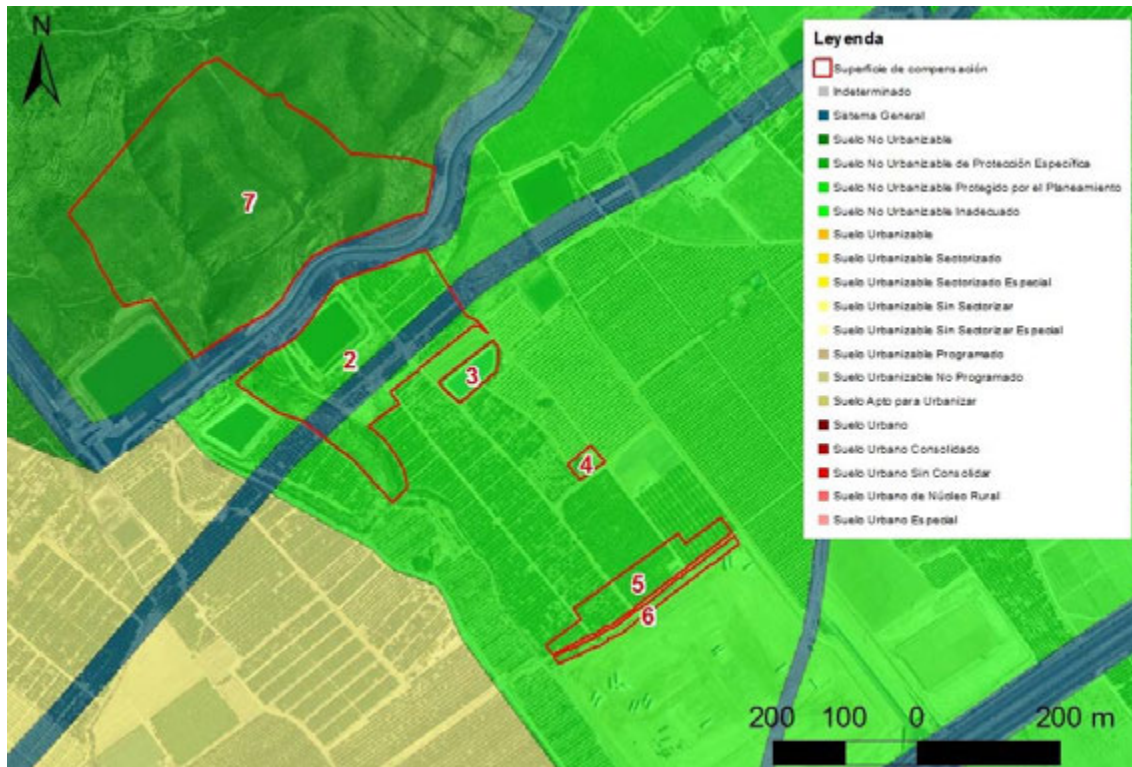 N
Leyenda
Superficie de compensación
Indeterminado
Sistema General
Suelo No Urbanizable
Suelo No Urbanizable de Protección Específica
Suelo No Urbanizable Protegido por el Planeamiento
Suelo No Urbanizable Inadecuado
Suelo Urbanizable
Suelo Urbanizable Sectorizado
Suelo Urbanizable Sectorizado Especial
Suelo Urbanizable Sin Sectorizar
Suelo Urbanizable Sin Sectorizar Especial
Suelo Urbanizable Programado
Suelo Urbanizable No Programado
Suelo Apto para Urbanizar
Suelo Urbano
Suelo Urbano Consolidado
Suelo Urbano Sin Consolidar
Suelo Urbano de Núcleo Rural
Suelo Urbano Especial
7
2
3
4
5
6
200 100 0 200 m